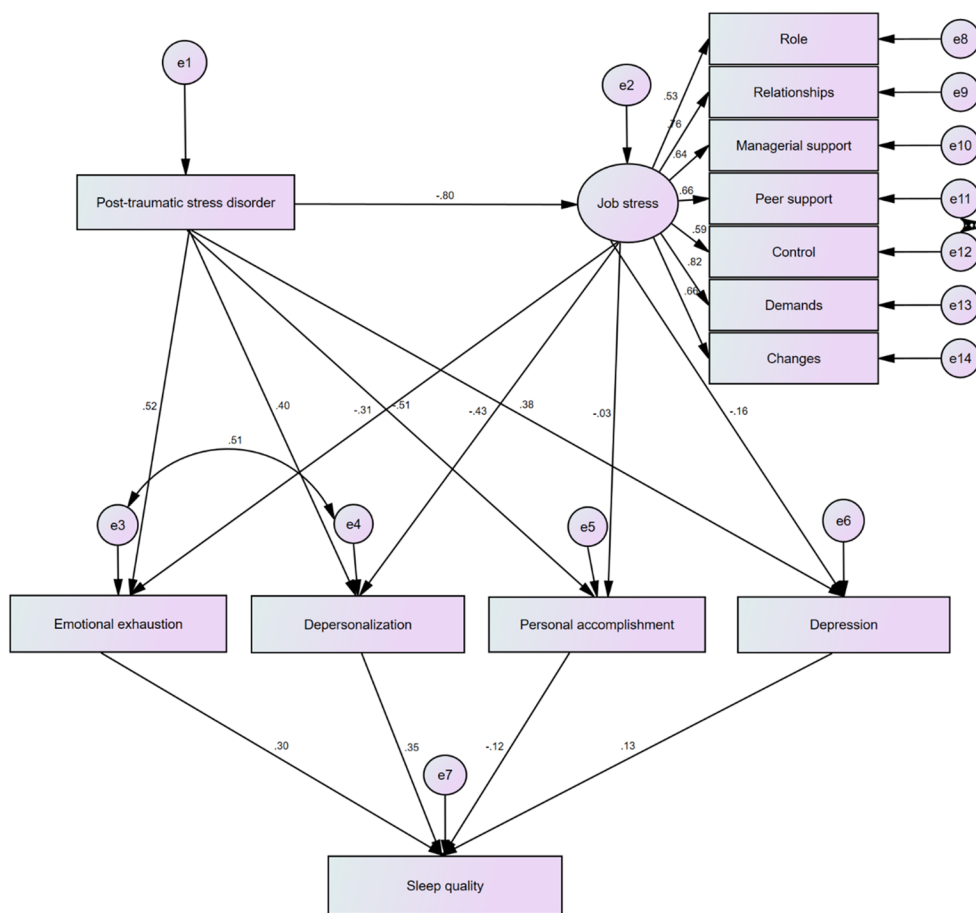 Role
e8
e1
.53
e2
Relationships
e9
.76
Managerial support
e10
.64
Post-traumatic stress disorder
-.80
Job stress
.66
Peer support
e11
.59
Control
e12
.82
Demands
e13
.66
Changes
e14
.52
.40
-.31
-.51
-.43
.38
-.03
-.16
.51
e3
e4
e5
e6
Emotional exhaustion
Depersonalization
Personal accomplishment
Depression
.30
.35
-.12
.13
e7
Sleep quality